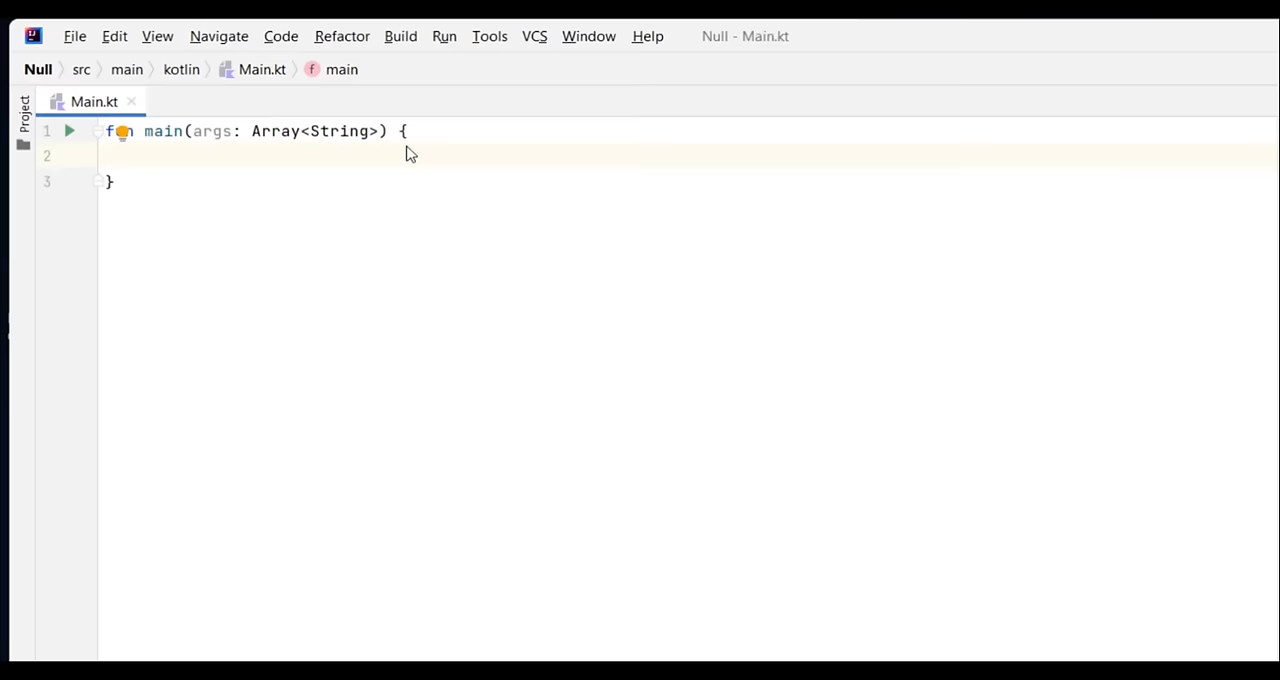 File Edit View Navigate Code Refactor Build Run Tools VCS Window Help Null - Main.kt
Null src main kotlin Main.kt main
Project
Main.kt
1 fun main(args: Array<String>) {
2
3 }